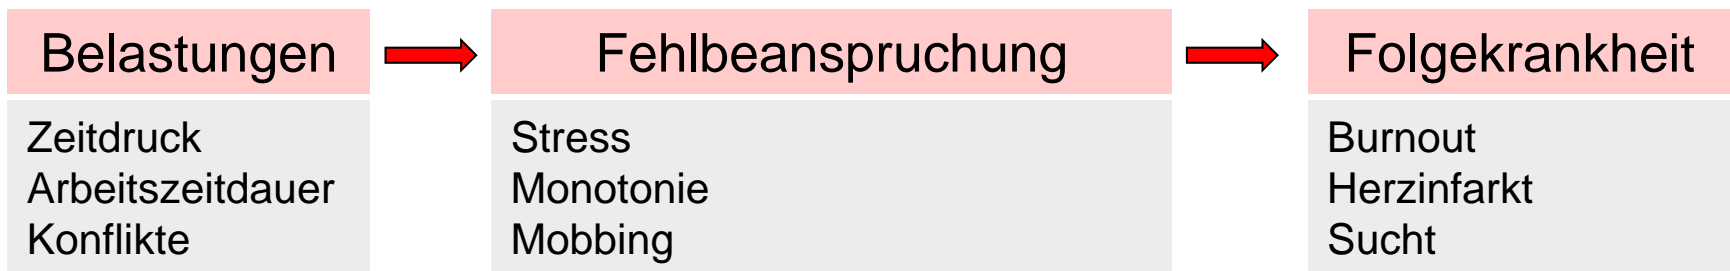 Belastungen
Zeitdruck
Arbeitszeitdauer
Konflikte
Fehlbeanspruchung
Stress
Monotonie
Mobbing
Folgekrankheit
Burnout
Herzinfarkt
Sucht